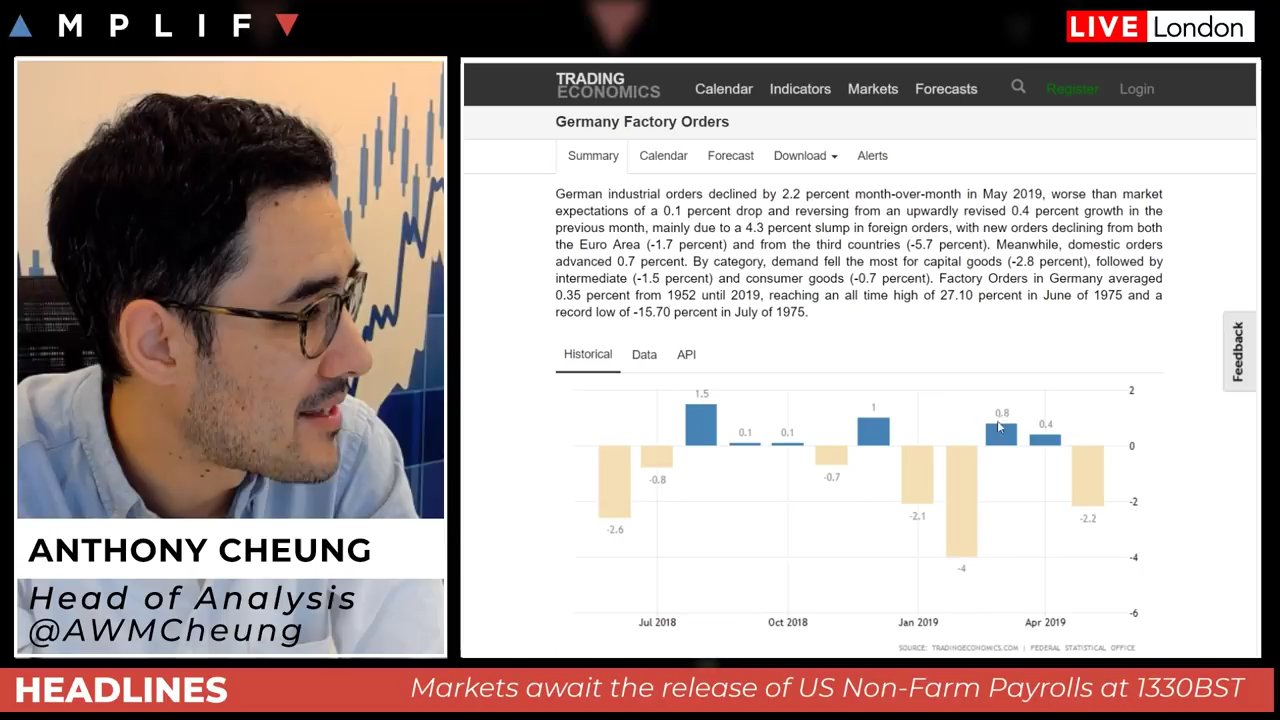 MPLIF
LIVE London
TRADING
ECONOMICS
Calendar Indicators Markets Forecasts Register Login
Germany Factory Orders
Summary Calendar Forecast Download Alerts
German industrial orders declined by 2.2 percent month-over-month in May 2019, worse than market
expectations of a 0.1 percent drop and reversing from an upwardly revised 0.4 percent growth in the
previous month, mainly due to a 4.3 percent slump in foreign orders, with new orders declining from both
the Euro Area (-1.7 percent) and from the third countries (-5.7 percent). Meanwhile, domestic orders
advanced 0.7 percent. By category, demand fell the most for capital goods (-2.8 percent), followed by
intermediate (-1.5 percent) and consumer goods (-0.7 percent). Factory Orders in Germany averaged
0.35 percent from 1952 until 2019, reaching an all time high of 27.10 percent in June of 1975 and a
record low of -15.70 percent in July of 1975.
Feedback
Historical Data API
2
1.5
1
0.8
0.4
0.1
0.1
0
-0.8
-0.7
-2
-2.6
-2.1
-2.2
-4
-4
-6
Jul 2018 Oct 2018 Jan 2019 Apr 2019
SOURCE: TRADINGECONOMICS.COM | FEDERAL STATISTICAL OFFICE
ANTHONY CHEUNG
Head of Analysis
@AWMCheung
HEADLINES Markets await the release of US Non-Farm Payrolls at 1330BST